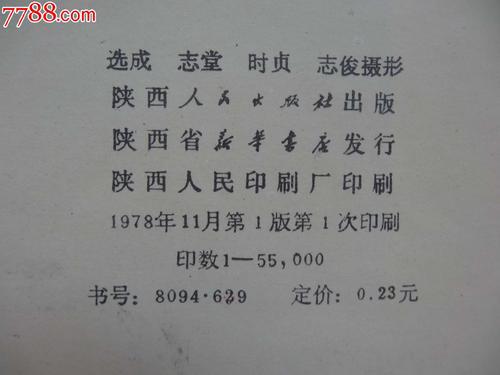 7788.com
选成 志堂 时贞 志俊摄形
陕西人民出版社出版
陕西省新华书店发行
陕西人民印刷厂印刷
1978年11月第1版第1次印刷
印数1—55,000
书号：8094·629 定价：0.23元